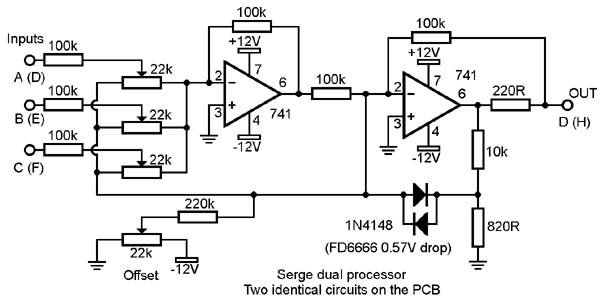 Inputs
100k
A (D)
22k
100k
B (E)
22k
100k
C (F)
22k
100k
+12V
2
7
6
3
4
741
-12V
100k
100k
+12V
741
2
7
6
3
4
-12V
220R
OUT
D (H)
10k
820R
1N4148
(FD6666 0.57V drop)
220k
22k
-12V
Offset
Serge dual processor
Two identical circuits on the PCB